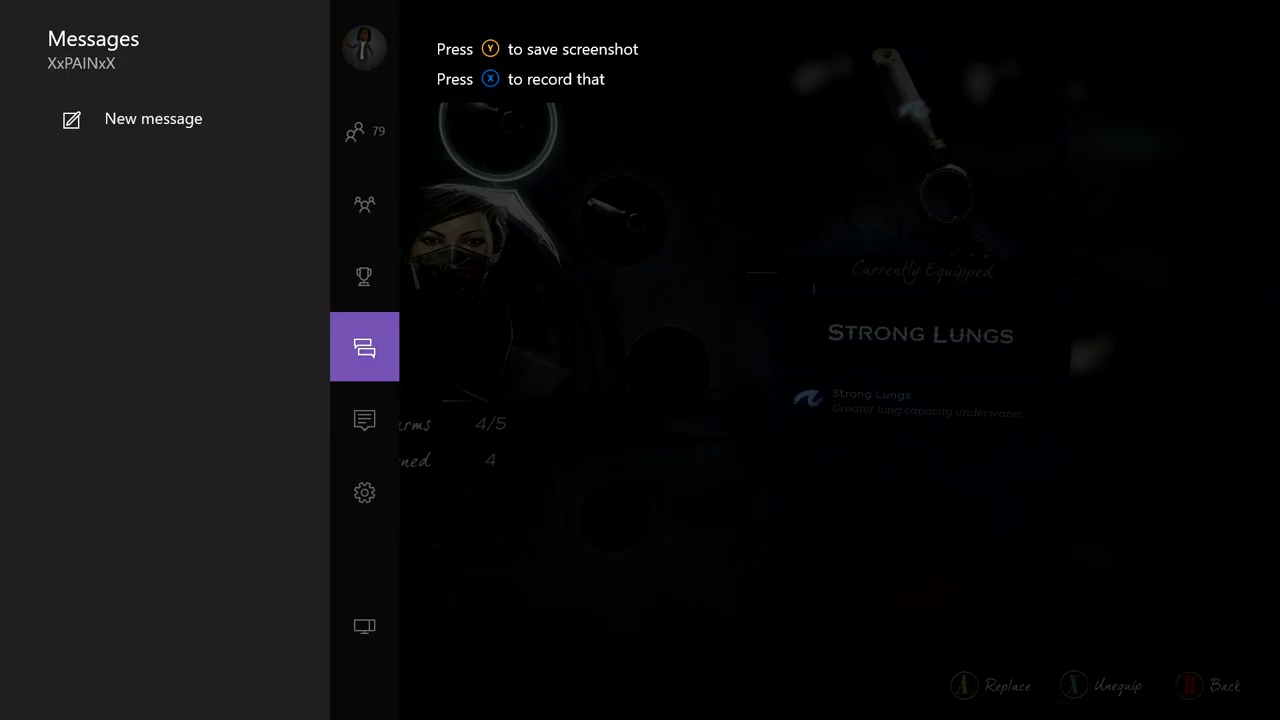 Messages
XxPAINxX
New message
79
Press Y to save screenshot
Press X to record that
Currently Equipped
Strong Lungs
Strong Lungs
Greater lung capacity underwater.
arms 4/5
ned 4
A Replace X Unequip B Back